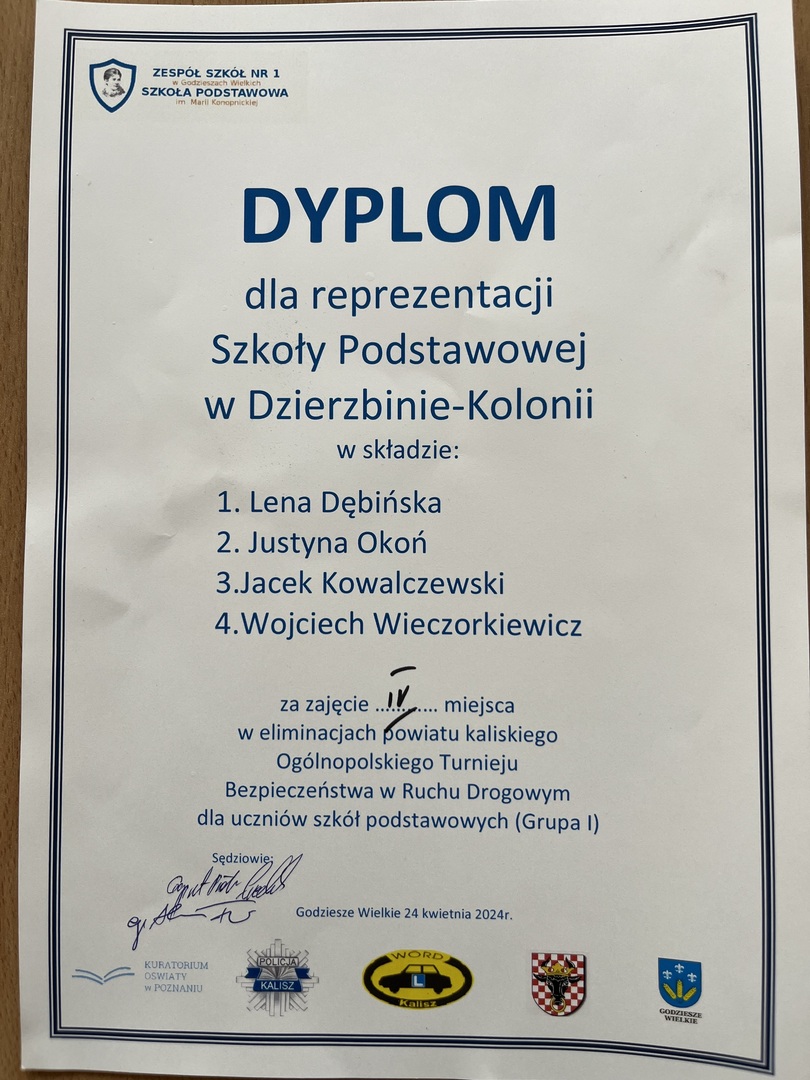 ZESPÓŁ SZKÓŁ NR 1
w Godzieszach Wielkich
SZKOŁA PODSTAWOWA
im. Marii Konopnickiej
DYPLOM
dla reprezentacji
Szkoły Podstawowej
w Dzierzbinie-Kolonii
w składzie:
1. Lena Dębińska
2. Justyna Okoń
3.Jacek Kowalczewski
4.Wojciech Wieczorkiewicz
za zajęcie ....IV..... miejsca
w eliminacjach powiatu kaliskiego
Ogólnopolskiego Turnieju
Bezpieczeństwa w Ruchu Drogowym
dla uczniów szkół podstawowych (Grupa I)
Sędziowie:
Godziesze Wielkie 24 kwietnia 2024r.
KURATORIUM
OŚWIATY
w POZNANIU
POLICJA
KALISZ
WORD
L
Kalisz
GODZIESZE
WIELKIE